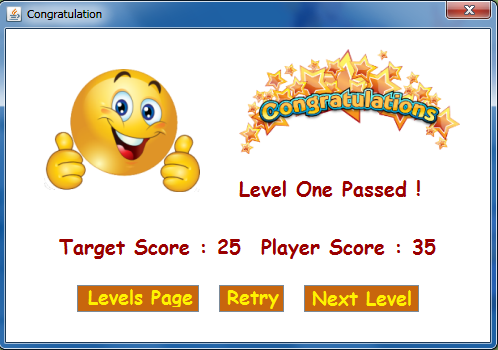 Congratulation
Congratulations
Level One Passed !
Target Score : 25 Player Score : 35
Levels Page Retry Next Level